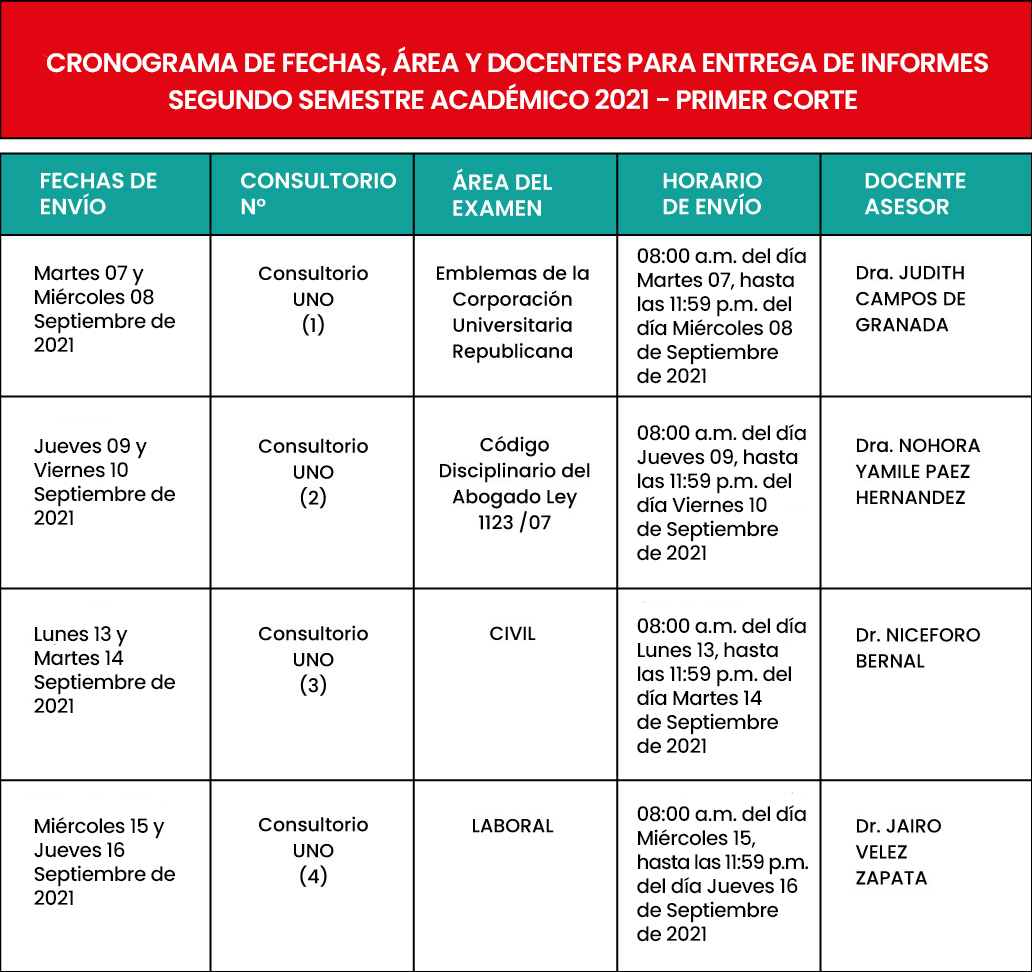 CRONOGRAMA DE FECHAS, ÁREA Y DOCENTES PARA ENTREGA DE INFORMES
SEGUNDO SEMESTRE ACADÉMICO 2021 - PRIMER CORTE
FECHAS DE
ENVÍO
CONSULTORIO
Nº
ÁREA DEL
EXAMEN
HORARIO
DE ENVÍO
DOCENTE
ASESOR
Martes 07 y
Miércoles 08
Septiembre de
2021
Consultorio
UNO
(1)
Emblemas de la
Corporación
Universitaria
Republicana
08:00 a.m. del día
Martes 07, hasta
las 11:59 p.m. del
día Miércoles 08
de Septiembre
de 2021
Dra. JUDITH
CAMPOS DE
GRANADA
Jueves 09 y
Viernes 10
Septiembre de
2021
Consultorio
UNO
(2)
Código
Disciplinario del
Abogado Ley
1123 /07
08:00 a.m. del día
Jueves 09, hasta
las 11:59 p.m. del
día Viernes 10
de Septiembre
de 2021
Dra. NOHORA
YAMILE PAEZ
HERNANDEZ
Lunes 13 y
Martes 14
Septiembre de
2021
Consultorio
UNO
(3)
CIVIL
08:00 a.m. del día
Lunes 13, hasta
las 11:59 p.m. del
día Martes 14
de Septiembre
de 2021
Dr. NICEFORO
BERNAL
Miércoles 15 y
Jueves 16
Septiembre de
2021
Consultorio
UNO
(4)
LABORAL
08:00 a.m. del día
Miércoles 15,
hasta las 11:59 p.m.
del día Jueves 16
de Septiembre
de 2021
Dr. JAIRO
VELEZ
ZAPATA